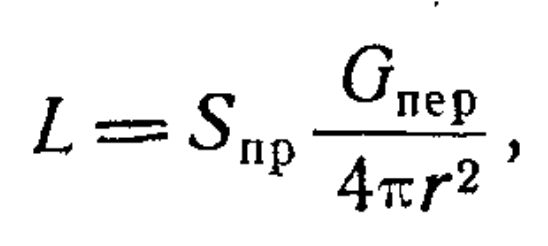 L = S_пр G_пер / 4πr²,